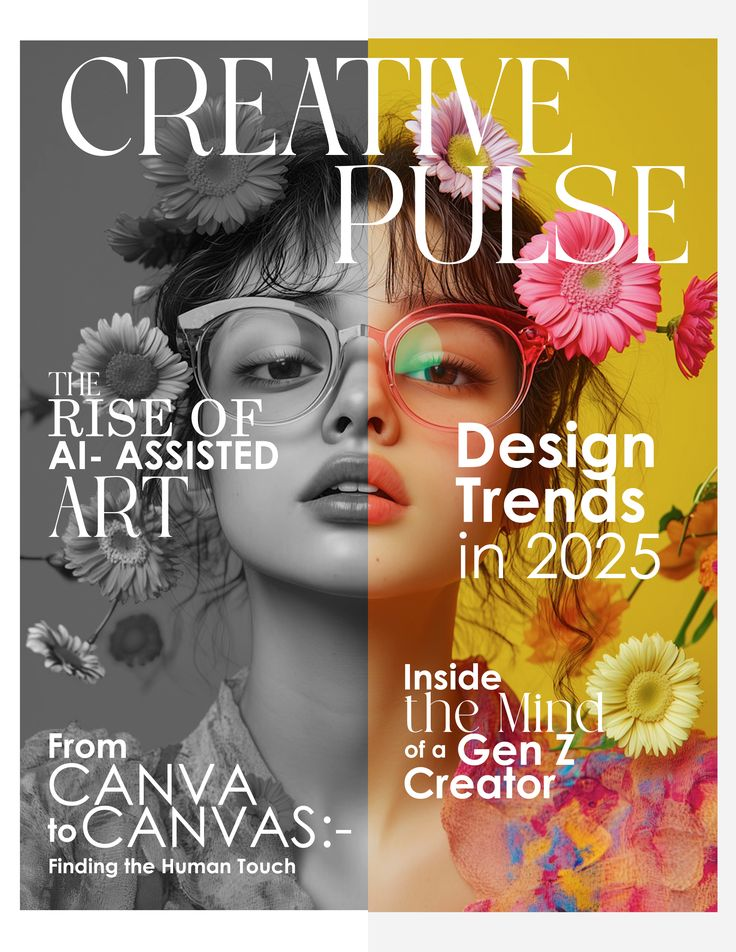 CREATIVE
PULSE
THE
RISE OF
AI- ASSISTED
ART
Design
Trends
in 2025
Inside
the Mind
of a Gen Z
Creator
From
CANVA
to CANVAS:-
Finding the Human Touch